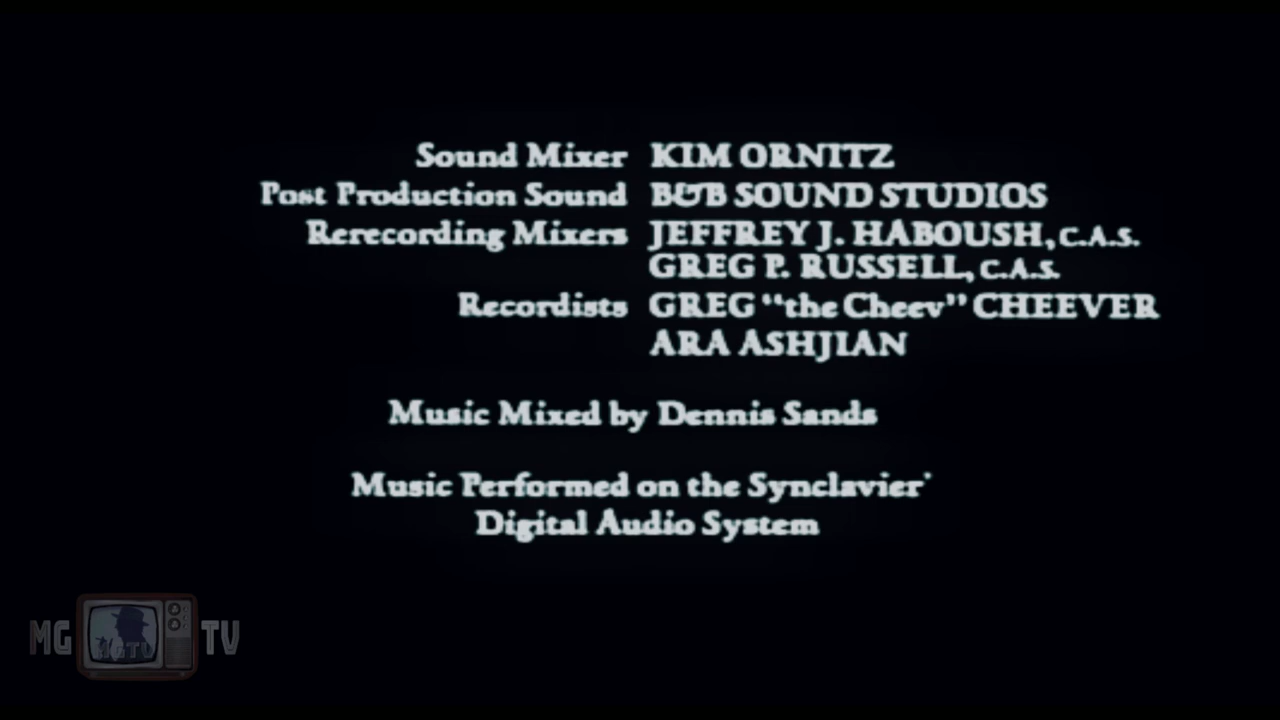 Sound Mixer KIM ORNITZ
Post Production Sound B&B SOUND STUDIOS
Rerecording Mixers JEFFREY J. HABOUSH, C.A.S.
GREG P. RUSSELL, C.A.S.
Recordists GREG “the Cheev” CHEEVER
ARA ASHJIAN
Music Mixed by Dennis Sands
Music Performed on the Synclavier
Digital Audio System
MG MGTV TV